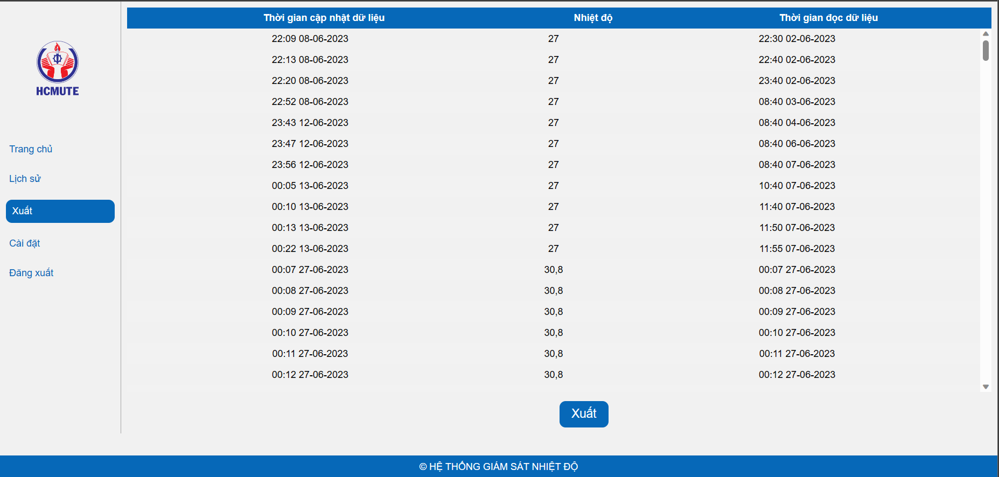 HCMUTE
Trang chủ
Lịch sử
Xuất
Cài đặt
Đăng xuất
Thời gian cập nhật dữ liệu Nhiệt độ Thời gian đọc dữ liệu
22:09 08-06-2023 27 22:30 02-06-2023
22:13 08-06-2023 27 22:40 02-06-2023
22:20 08-06-2023 27 23:40 02-06-2023
22:52 08-06-2023 27 08:40 03-06-2023
23:43 12-06-2023 27 08:40 04-06-2023
23:47 12-06-2023 27 08:40 06-06-2023
23:56 12-06-2023 27 08:40 07-06-2023
00:05 13-06-2023 27 10:40 07-06-2023
00:10 13-06-2023 27 11:40 07-06-2023
00:13 13-06-2023 27 11:50 07-06-2023
00:22 13-06-2023 27 11:55 07-06-2023
00:07 27-06-2023 30,8 00:07 27-06-2023
00:08 27-06-2023 30,8 00:08 27-06-2023
00:09 27-06-2023 30,8 00:09 27-06-2023
00:10 27-06-2023 30,8 00:10 27-06-2023
00:11 27-06-2023 30,8 00:11 27-06-2023
00:12 27-06-2023 30,8 00:12 27-06-2023
Xuất
© HỆ THỐNG GIÁM SÁT NHIỆT ĐỘ